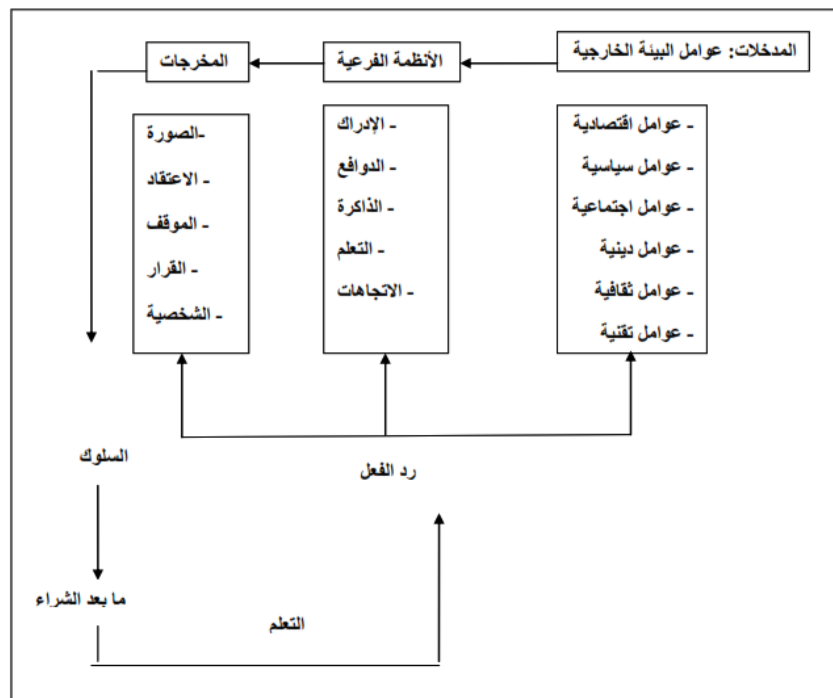 المدخلات: عوامل البيئة الخارجية
الأنظمة الفرعية
المخرجات
- عوامل اقتصادية
- عوامل سياسية
- عوامل اجتماعية
- عوامل دينية
- عوامل ثقافية
- عوامل تقنية
- الإدراك
- الدوافع
- الذاكرة
- التعلم
- الاتجاهات
-الصورة
- الاعتقاد
- الموقف
- القرار
- الشخصية
السلوك
رد الفعل
ما بعد الشراء
التعلم